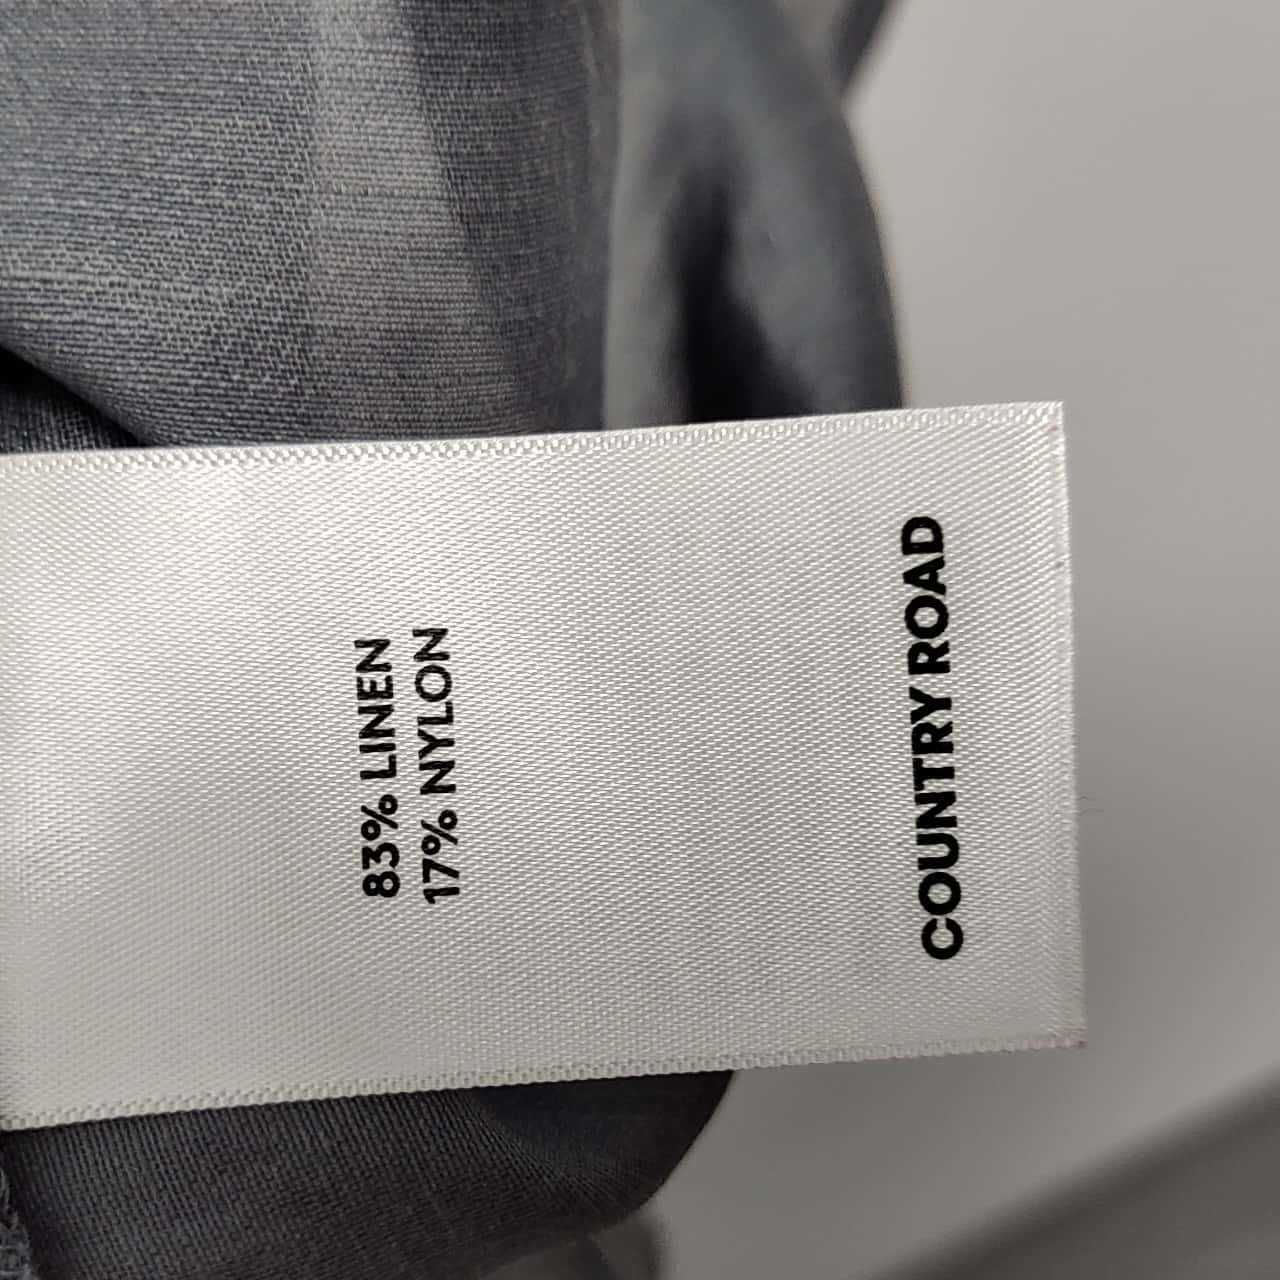 83% LINEN
17% NYLON
COUNTRY ROAD